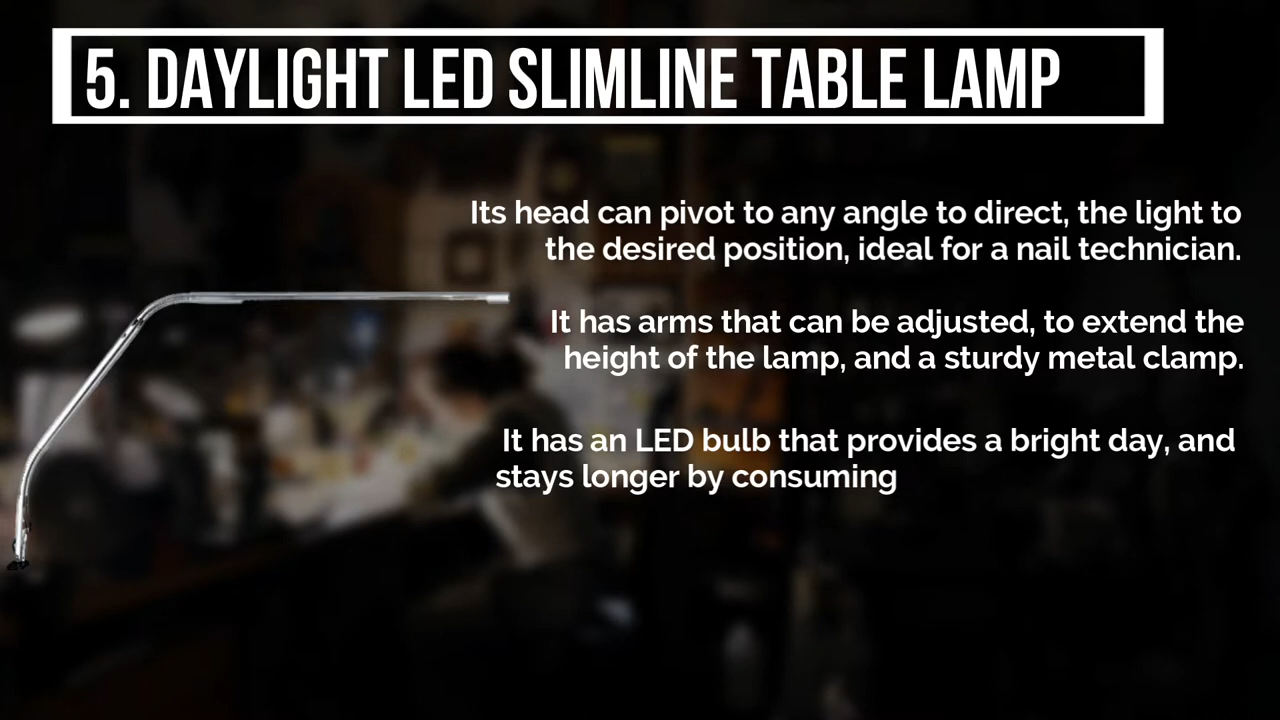 5. DAYLIGHT LED SLIMLINE TABLE LAMP
Its head can pivot to any angle to direct, the light to
the desired position, ideal for a nail technician.
It has arms that can be adjusted, to extend the
height of the lamp, and a sturdy metal clamp.
It has an LED bulb that provides a bright day, and
stays longer by consuming